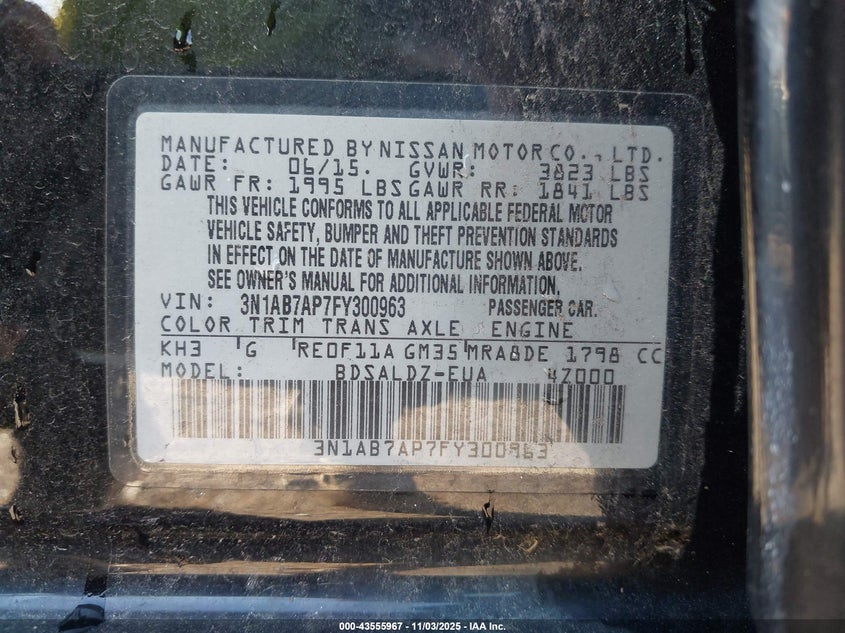 MANUFACTURED BY NISSAN MOTOR CO., LTD.
DATE: 06/15. GVWR: 3823 LBS
GAWR FR: 1995 LBS GAWR RR: 1841 LBS
THIS VEHICLE CONFORMS TO ALL APPLICABLE FEDERAL MOTOR
VEHICLE SAFETY, BUMPER AND THEFT PREVENTION STANDARDS
IN EFFECT ON THE DATE OF MANUFACTURE SHOWN ABOVE.
SEE OWNER'S MANUAL FOR ADDITIONAL INFORMATION.
VIN: 3N1AB7AP7FY300963 PASSENGER CAR.
COLOR TRIM TRANS AXLE ENGINE
KH3 G RE0F11A GM35 MRA8DE 1798 CC
MODEL: BDSALDZ-EUA 4Z000
3N1AB7AP7FY300963
000-43555967 - 11/03/2025 - IAA Inc.